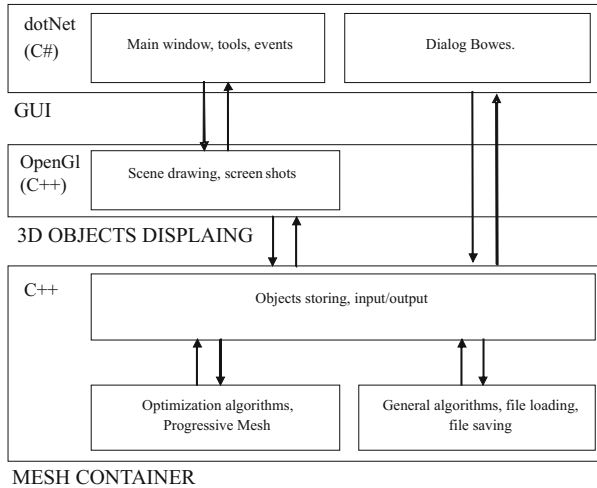 dotNet
(C#)
Main window, tools, events
Dialog Bowes.
GUI
OpenGl
(C++)
Scene drawing, screen shots
3D OBJECTS DISPLAING
C++
Objects storing, input/output
Optimization algorithms,
Progressive Mesh
General algorithms, file loading,
file saving
MESH CONTAINER